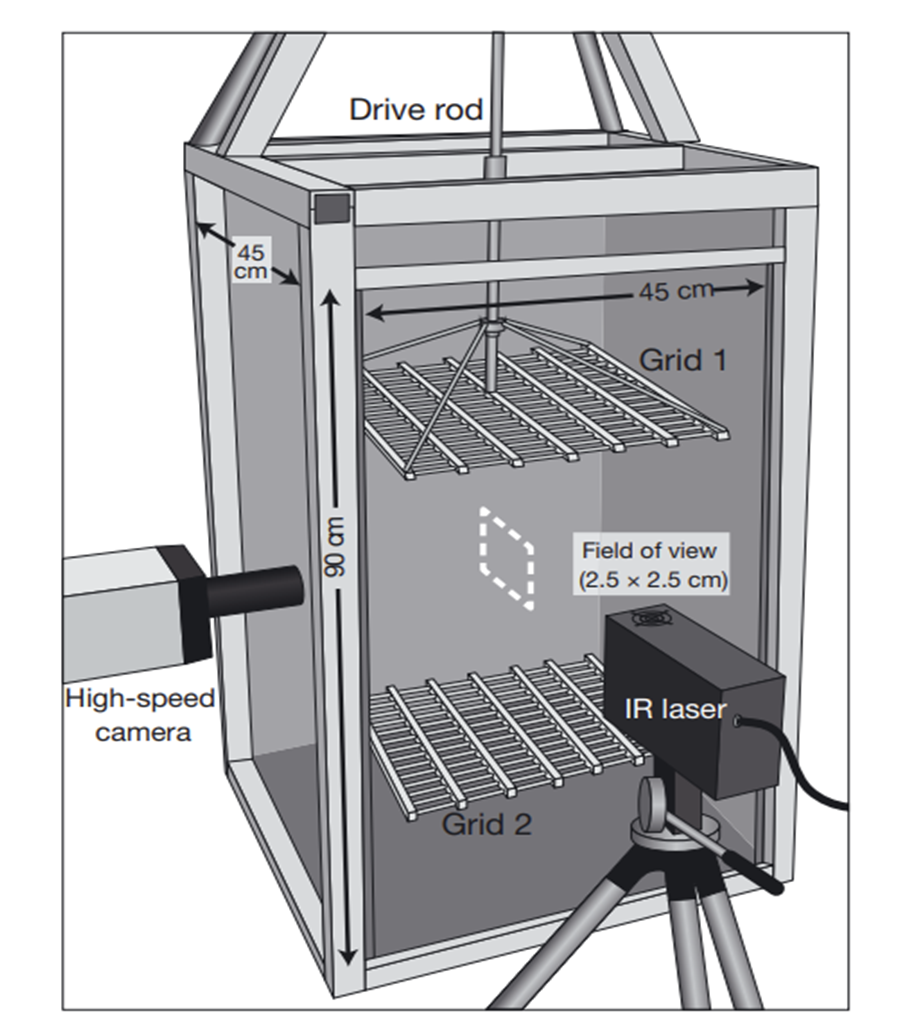 Drive rod
45
cm
45 cm
Grid 1
90 cm
Field of view
(2.5 × 2.5 cm)
High-speed
camera
IR laser
Grid 2